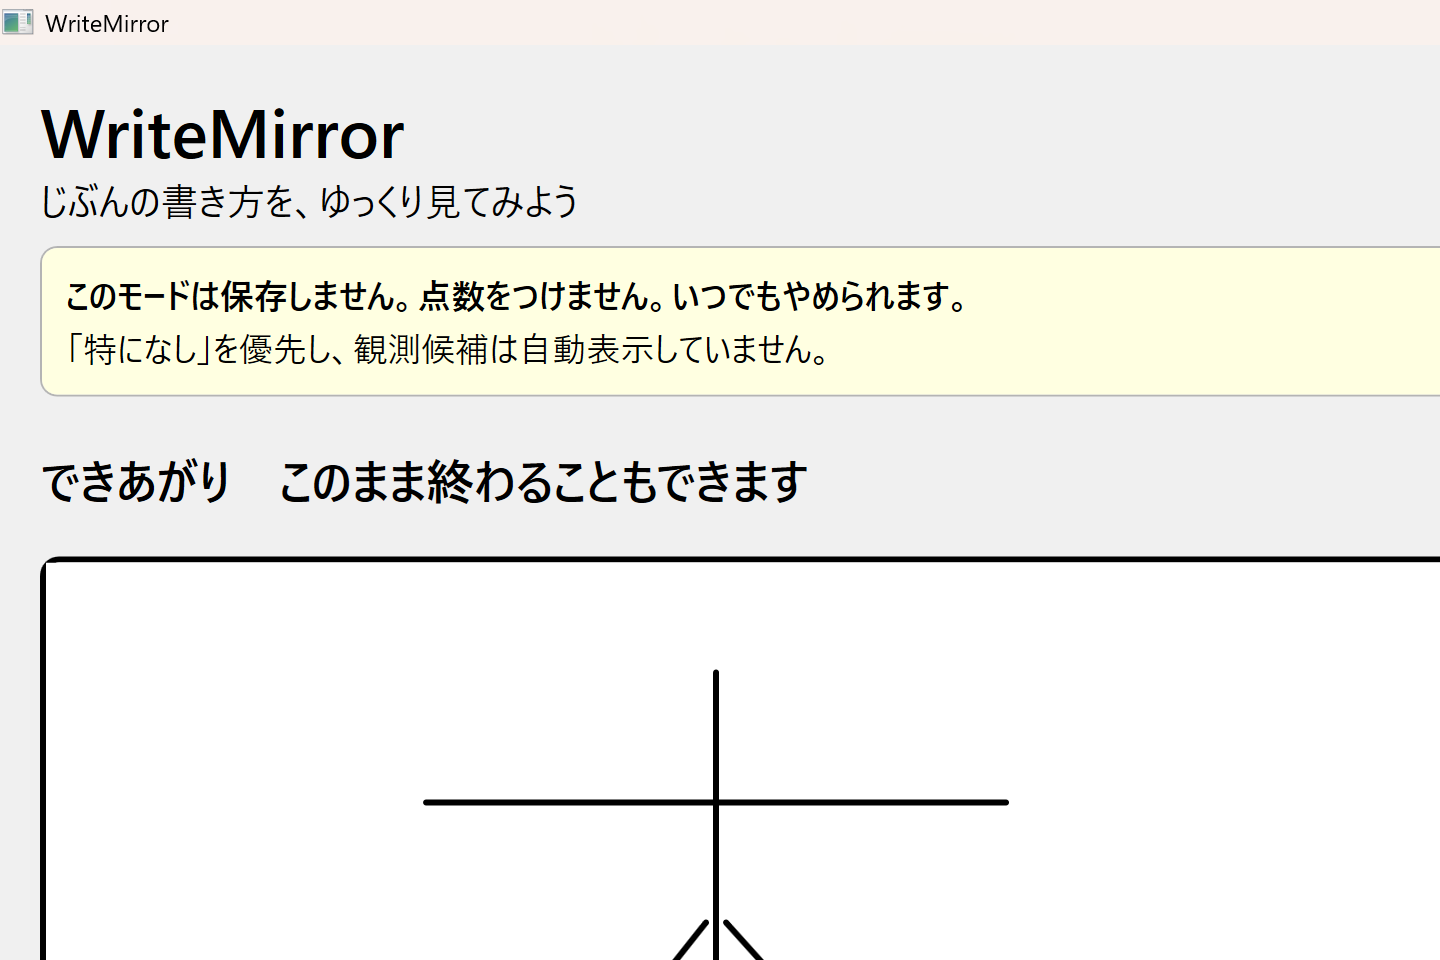 WriteMirror
WriteMirror
じぶんの書き方を、ゆっくり見てみよう
このモードは保存しません。点数をつけません。いつでもやめられます。
「特になし」を優先し、観測候補は自動表示していません。
できあがり　このまま終わることもできます